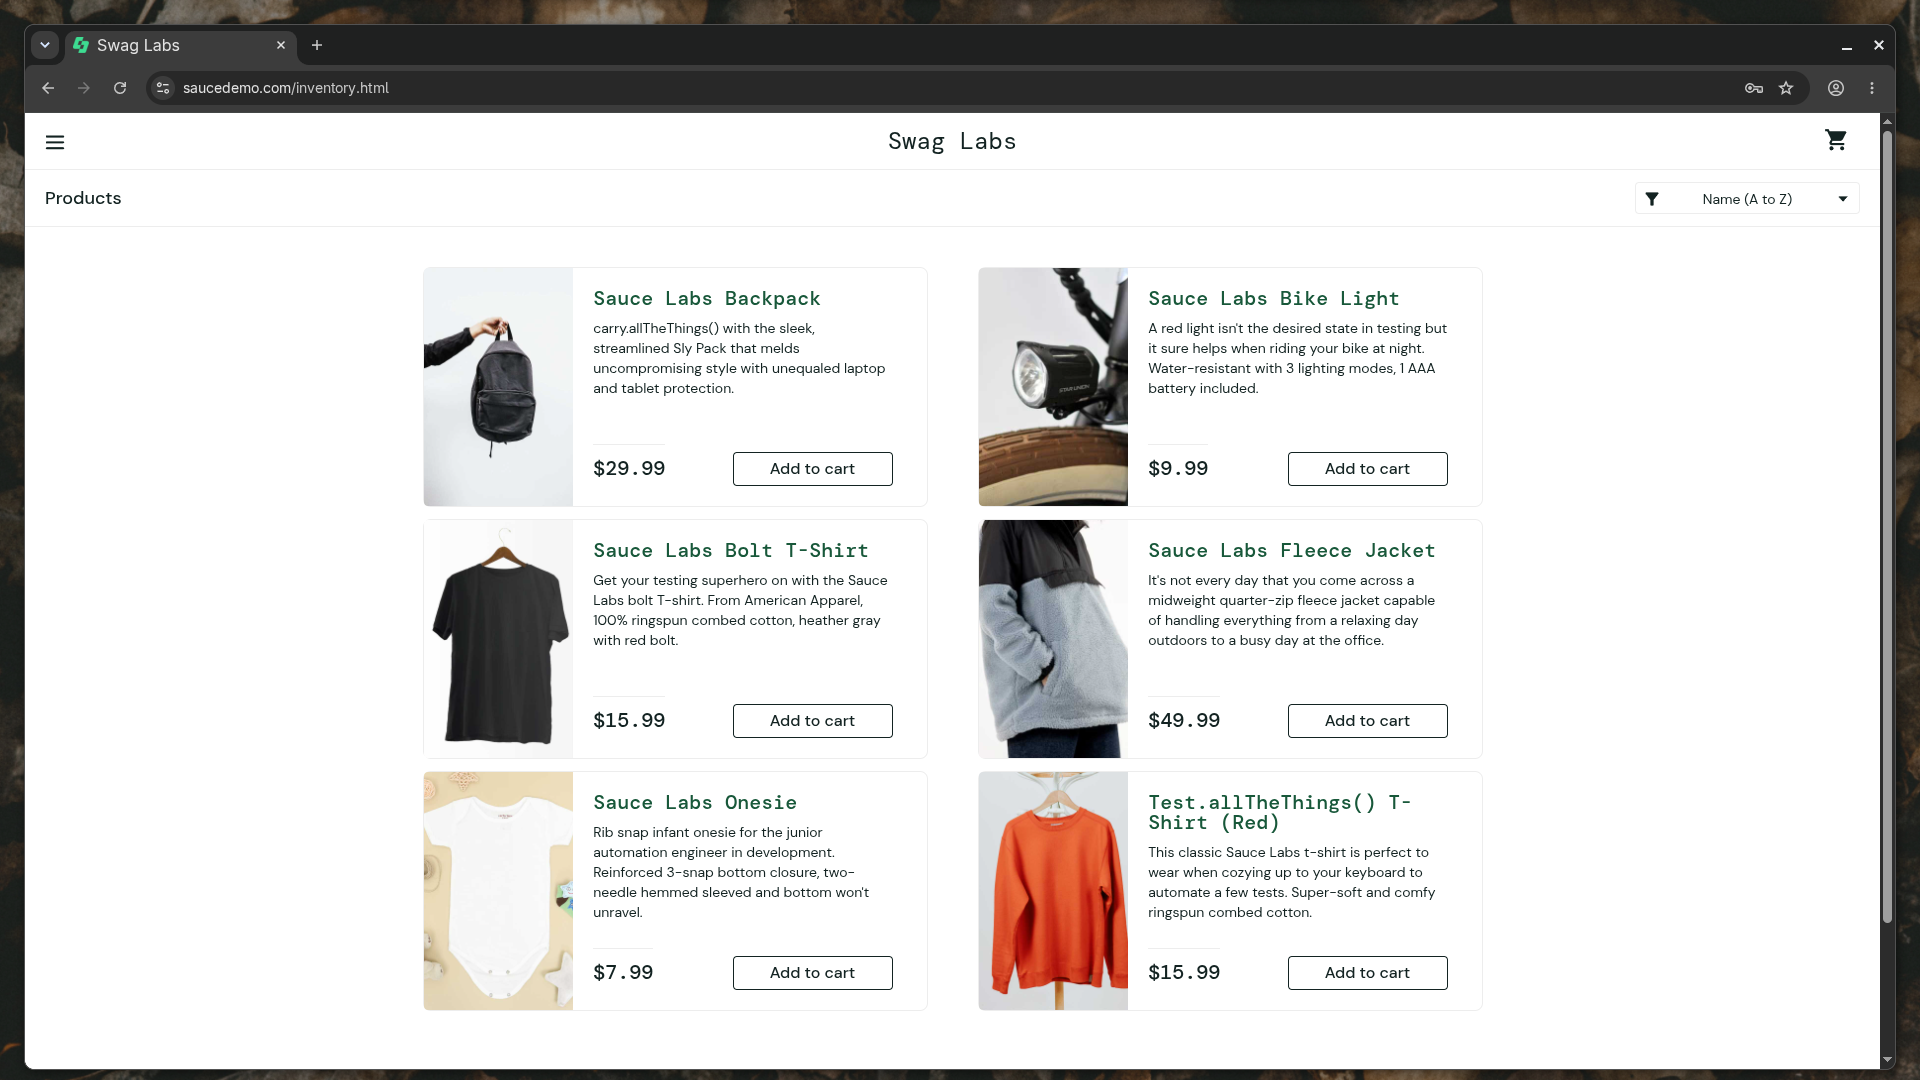 Swag Labs
saucedemo.com/inventory.html
Swag Labs
Products
Name (A to Z)
Sauce Labs Backpack
carry.allTheThings() with the sleek,
streamlined Sly Pack that melds
uncompromising style with unequaled laptop
and tablet protection.
$29.99
Add to cart
Sauce Labs Bike Light
A red light isn't the desired state in testing but
it sure helps when riding your bike at night.
Water-resistant with 3 lighting modes, 1 AAA
battery included.
$9.99
Add to cart
Sauce Labs Bolt T-Shirt
Get your testing superhero on with the Sauce
Labs bolt T-shirt. From American Apparel,
100% ringspun combed cotton, heather gray
with red bolt.
$15.99
Add to cart
Sauce Labs Fleece Jacket
It's not every day that you come across a
midweight quarter-zip fleece jacket capable
of handling everything from a relaxing day
outdoors to a busy day at the office.
$49.99
Add to cart
Sauce Labs Onesie
Rib snap infant onesie for the junior
automation engineer in development.
Reinforced 3-snap bottom closure, two-
needle hemmed sleeved and bottom won't
unravel.
$7.99
Add to cart
Test.allTheThings() T-
Shirt (Red)
This classic Sauce Labs t-shirt is perfect to
wear when cozying up to your keyboard to
automate a few tests. Super-soft and comfy
ringspun combed cotton.
$15.99
Add to cart